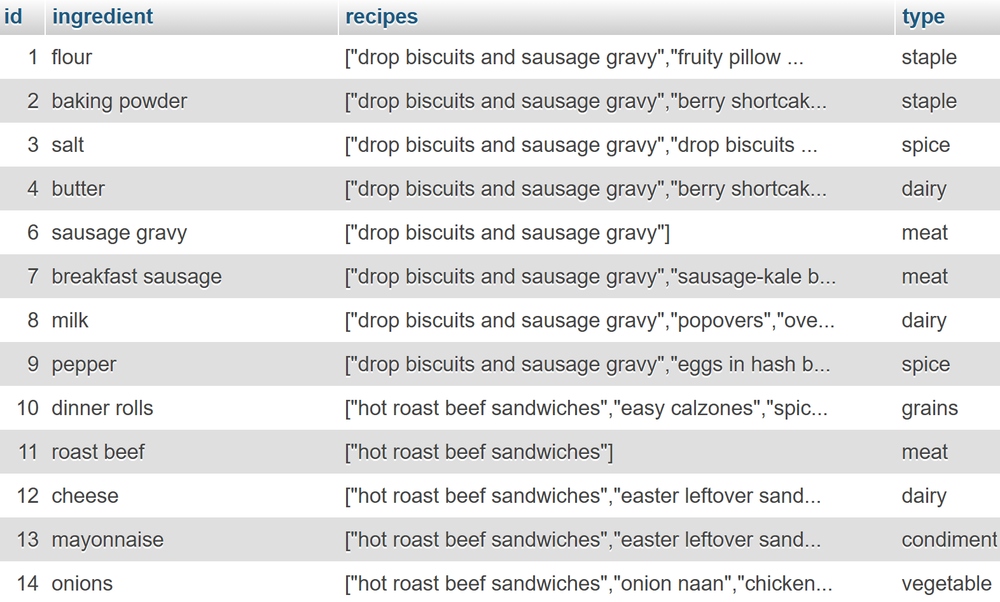 id ingredient recipes type
1 flour ["drop biscuits and sausage gravy","fruity pillow ... staple
2 baking powder ["drop biscuits and sausage gravy","berry shortcak... staple
3 salt ["drop biscuits and sausage gravy","drop biscuits ... spice
4 butter ["drop biscuits and sausage gravy","berry shortcak... dairy
6 sausage gravy ["drop biscuits and sausage gravy"] meat
7 breakfast sausage ["drop biscuits and sausage gravy","sausage-kale b... meat
8 milk ["drop biscuits and sausage gravy","popovers","ove... dairy
9 pepper ["drop biscuits and sausage gravy","eggs in hash b... spice
10 dinner rolls ["hot roast beef sandwiches","easy calzones","spic... grains
11 roast beef ["hot roast beef sandwiches"] meat
12 cheese ["hot roast beef sandwiches","easter leftover sand... dairy
13 mayonnaise ["hot roast beef sandwiches","easter leftover sand... condiment
14 onions ["hot roast beef sandwiches","onion naan","chicken... vegetable